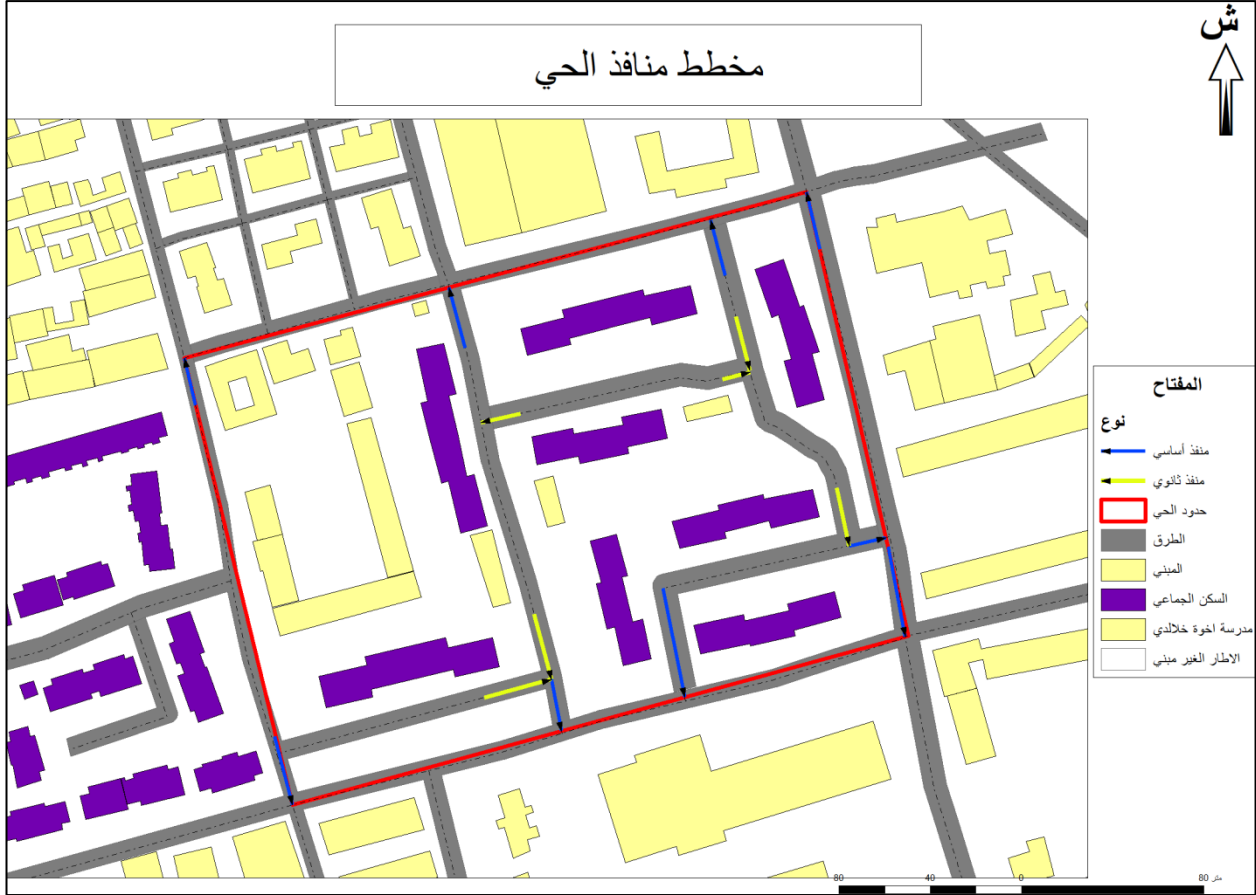 ش
مخطط منافذ الحي
المفتاح
نوع
منفذ أساسي
منفذ ثانوي
حدود الحي
الطرق
المبني
السكن الجماعي
مدرسة اخوة خلالدي
الاطار الغير مبني
80 40 0 80 متر